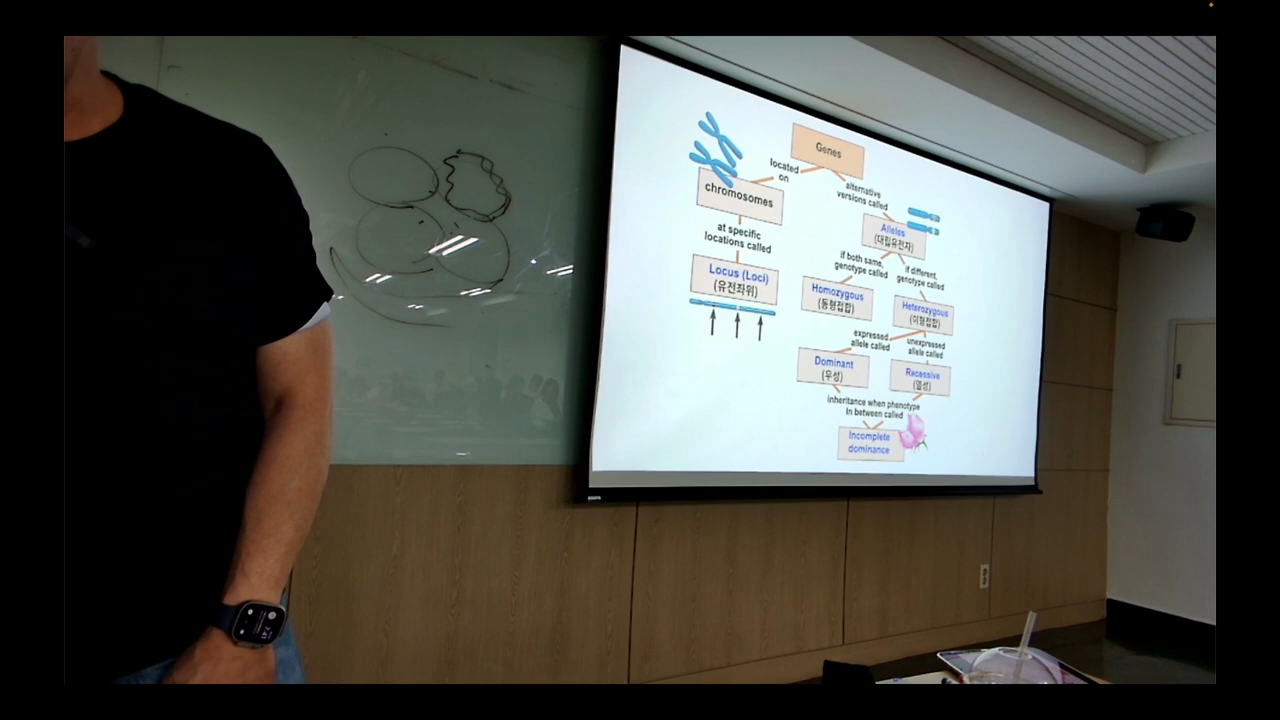 Genes
located
on
alternative
versions called
chromosomes
Alleles
(대립유전자)
at specific
locations called
if both same,
genotype called
if different,
genotype called
Locus (Loci)
(유전좌위)
Homozygous
(동형접합)
Heterozygous
(이형접합)
expressed
allele called
unexpressed
allele called
Dominant
(우성)
Recessive
(열성)
inheritance when phenotype
In between called
Incomplete
dominance